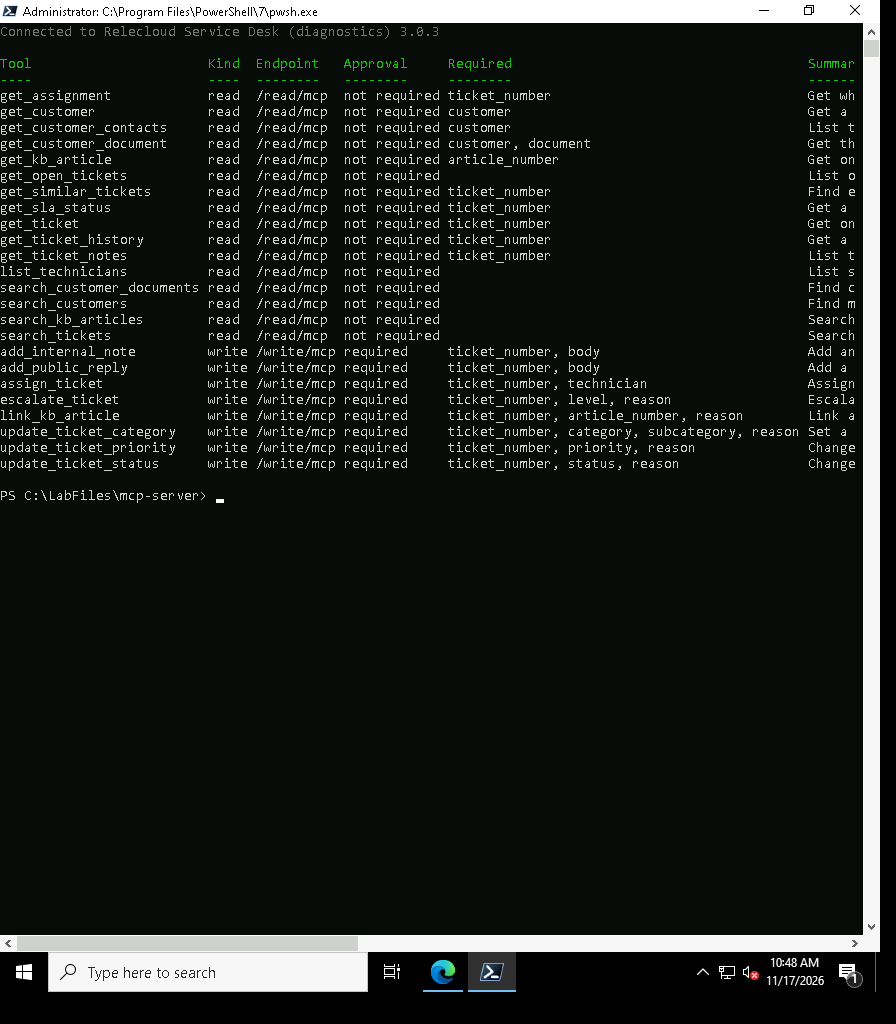 Administrator: C:\Program Files\PowerShell\7\pwsh.exe
Connected to Relecloud Service Desk (diagnostics) 3.0.3
Tool Kind Endpoint Approval Required Summar
---- ---- -------- -------- -------- ------
get_assignment read /read/mcp not required ticket_number Get wh
get_customer read /read/mcp not required customer Get a
get_customer_contacts read /read/mcp not required customer List t
get_customer_document read /read/mcp not required customer, document Get th
get_kb_article read /read/mcp not required article_number Get on
get_open_tickets read /read/mcp not required List o
get_similar_tickets read /read/mcp not required ticket_number Find e
get_sla_status read /read/mcp not required ticket_number Get a
get_ticket read /read/mcp not required ticket_number Get on
get_ticket_history read /read/mcp not required ticket_number Get a
get_ticket_notes read /read/mcp not required ticket_number List t
list_technicians read /read/mcp not required List s
search_customer_documents read /read/mcp not required Find c
search_customers read /read/mcp not required Find m
search_kb_articles read /read/mcp not required Search
search_tickets read /read/mcp not required Search
add_internal_note write /write/mcp required ticket_number, body Add an
add_public_reply write /write/mcp required ticket_number, body Add a
assign_ticket write /write/mcp required ticket_number, technician Assign
escalate_ticket write /write/mcp required ticket_number, level, reason Escala
link_kb_article write /write/mcp required ticket_number, article_number, reason Link a
update_ticket_category write /write/mcp required ticket_number, category, subcategory, reason Set a
update_ticket_priority write /write/mcp required ticket_number, priority, reason Change
update_ticket_status write /write/mcp required ticket_number, status, reason Change
PS C:\LabFiles\mcp-server>
Type here to search
10:48 AM
11/17/2026
1